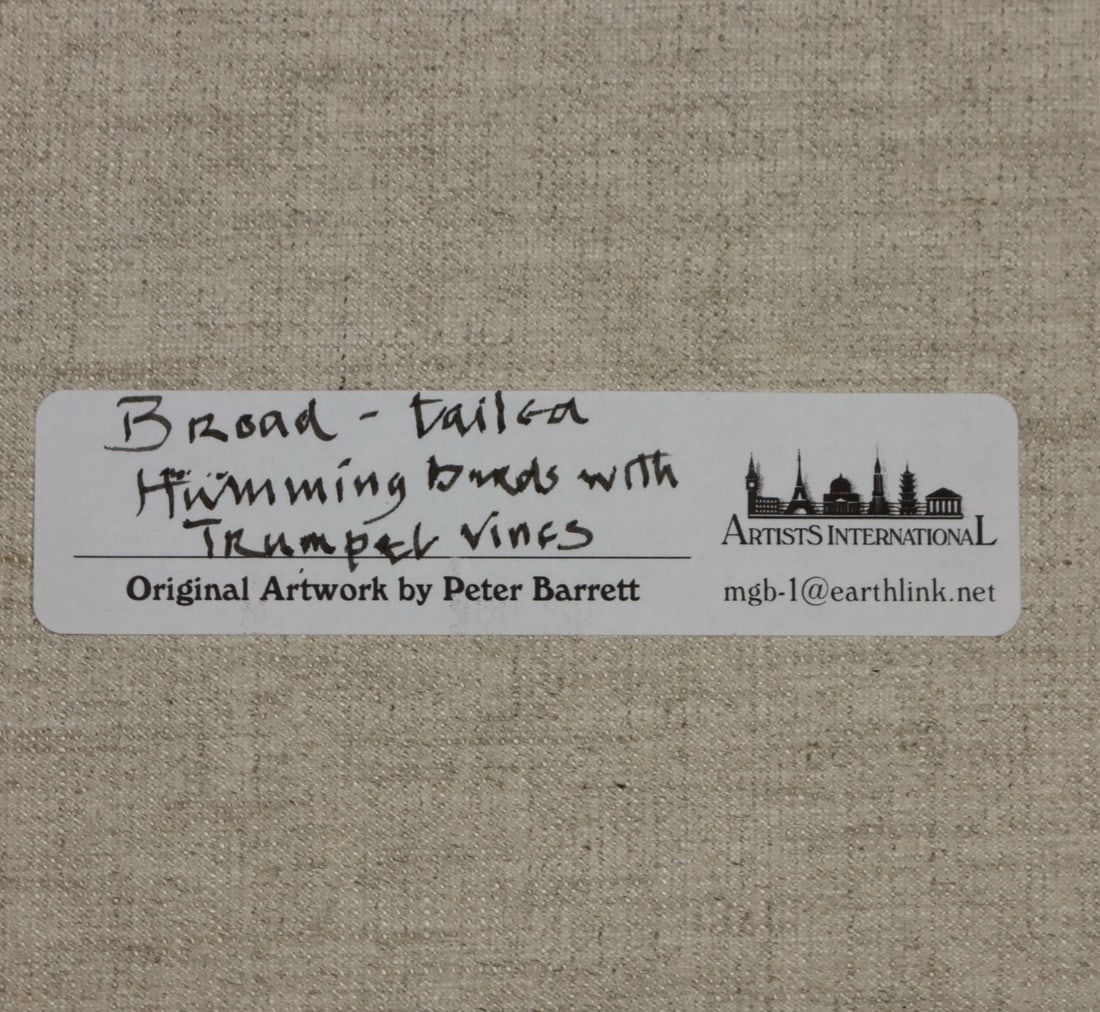 Broad - tailed
Humming birds with
Trumpet vines
Original Artwork by Peter Barrett
ARTISTS INTERNATIONAL
mgb-1@earthlink.net